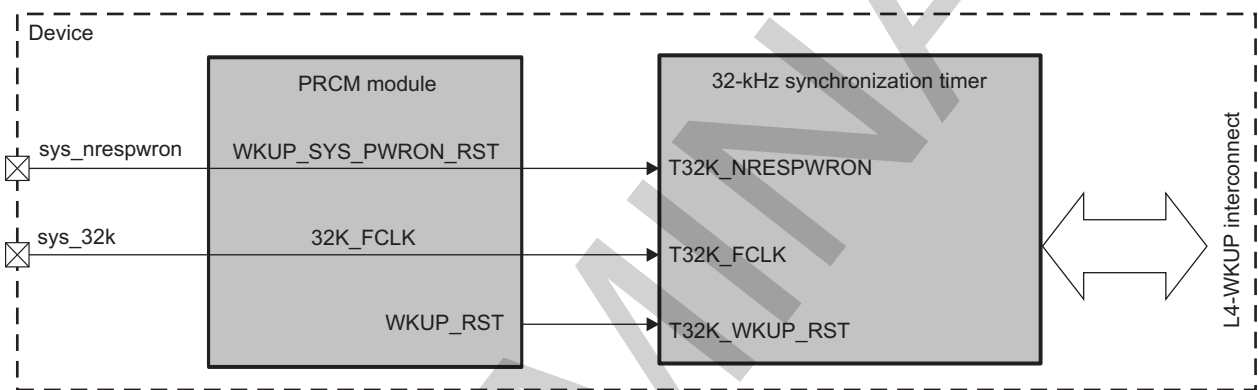 Device
PRCM module
32-kHz synchronization timer
sys_nrespwron
WKUP_SYS_PWRON_RST
T32K_NRESPWRON
sys_32k
32K_FCLK
T32K_FCLK
WKUP_RST
T32K_WKUP_RST
L4-WKUP interconnect